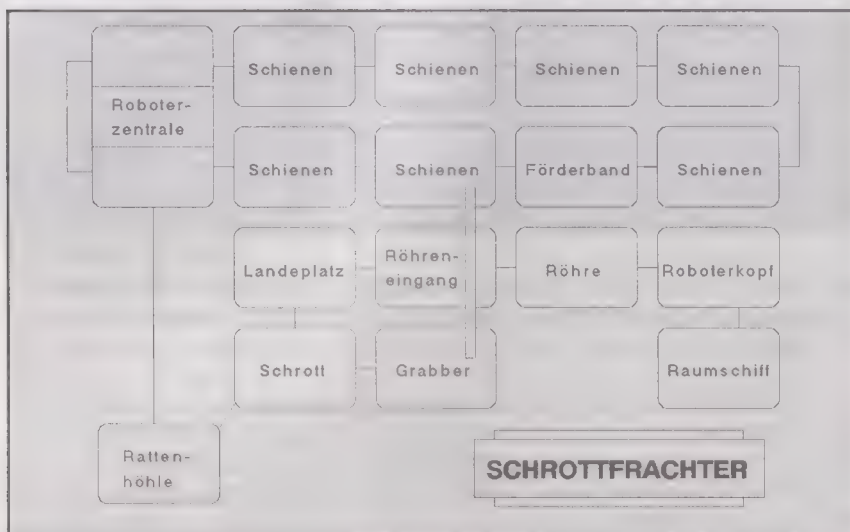 Schienen
Schienen
Schienen
Schienen
Roboter-
zentrale
Schienen
Schienen
Förderband
Schienen
Landeplatz
Röhren-
eingang
Röhre
Roboterkopf
Schrott
Grabber
Raumschiff
Ratten-
höhle
SCHROTTFRACHTER